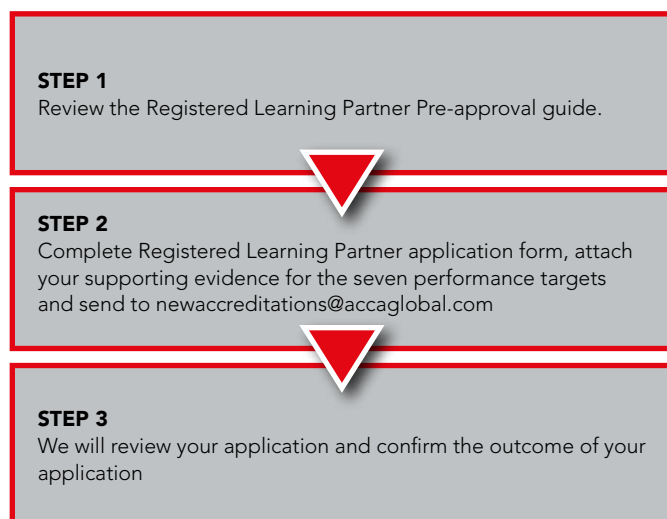 STEP 1
Review the Registered Learning Partner Pre-approval guide.
STEP 2
Complete Registered Learning Partner application form, attach
your supporting evidence for the seven performance targets
and send to newaccreditations@accaglobal.com
STEP 3
We will review your application and confirm the outcome of your
application